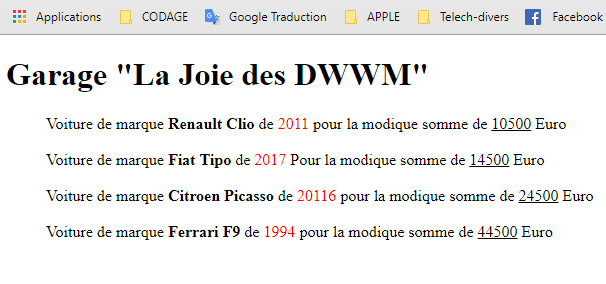 Applications CODAGE Google Traduction APPLE Telech-divers Facebook
Garage "La Joie des DWWM"
Voiture de marque Renault Clio de 2011 pour la modique somme de 10500 Euro
Voiture de marque Fiat Tipo de 2017 Pour la modique somme de 14500 Euro
Voiture de marque Citroen Picasso de 20116 pour la modique somme de 24500 Euro
Voiture de marque Ferrari F9 de 1994 pour la modique somme de 44500 Euro